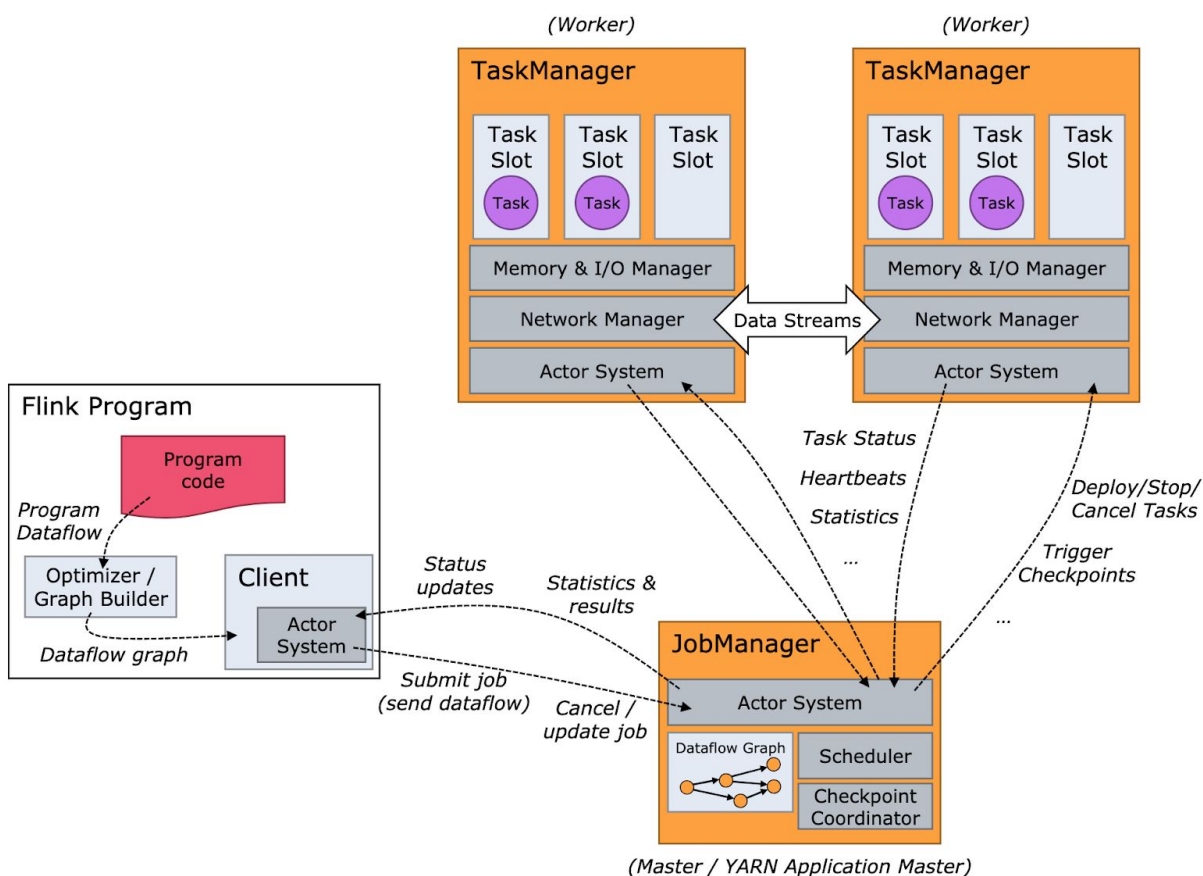 (Worker)
(Worker)
TaskManager
TaskManager
Task
Slot
Task
Task
Slot
Task
Task
Slot
Task
Slot
Task
Task
Slot
Task
Task
Slot
Memory & I/O Manager
Memory & I/O Manager
Network Manager
Data Streams
Network Manager
Actor System
Actor System
Flink Program
Program
code
Program
Dataflow
Optimizer /
Graph Builder
Dataflow graph
Client
Actor
System
Task Status
Heartbeats
Statistics
...
Deploy/Stop/
Cancel Tasks
Trigger
Checkpoints
...
Status
updates
Statistics &
results
Submit job
(send dataflow)
Cancel /
update job
JobManager
Actor System
Dataflow Graph
Scheduler
Checkpoint
Coordinator
(Master / YARN Application Master)